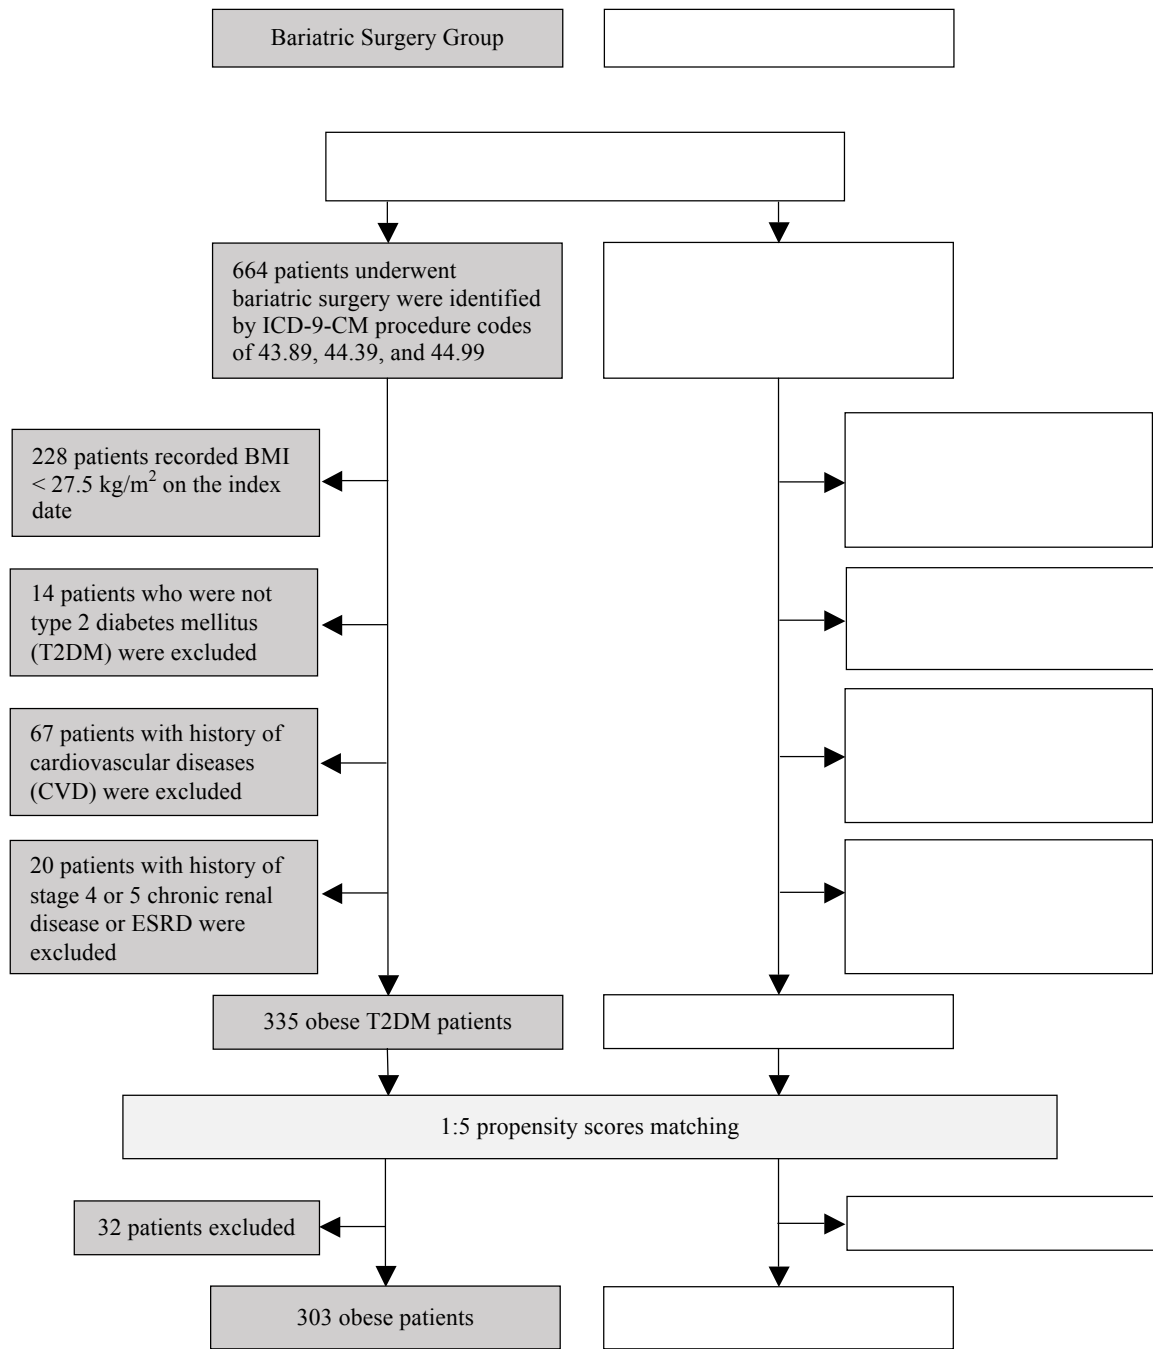 Bariatric Surgery Group
664 patients underwent
bariatric surgery were identified
by ICD-9-CM procedure codes
of 43.89, 44.39, and 44.99
228 patients recorded BMI
< 27.5 kg/m² on the index
date
14 patients who were not
type 2 diabetes mellitus
(T2DM) were excluded
67 patients with history of
cardiovascular diseases
(CVD) were excluded
20 patients with history of
stage 4 or 5 chronic renal
disease or ESRD were
excluded
335 obese T2DM patients
1:5 propensity scores matching
32 patients excluded
303 obese patients